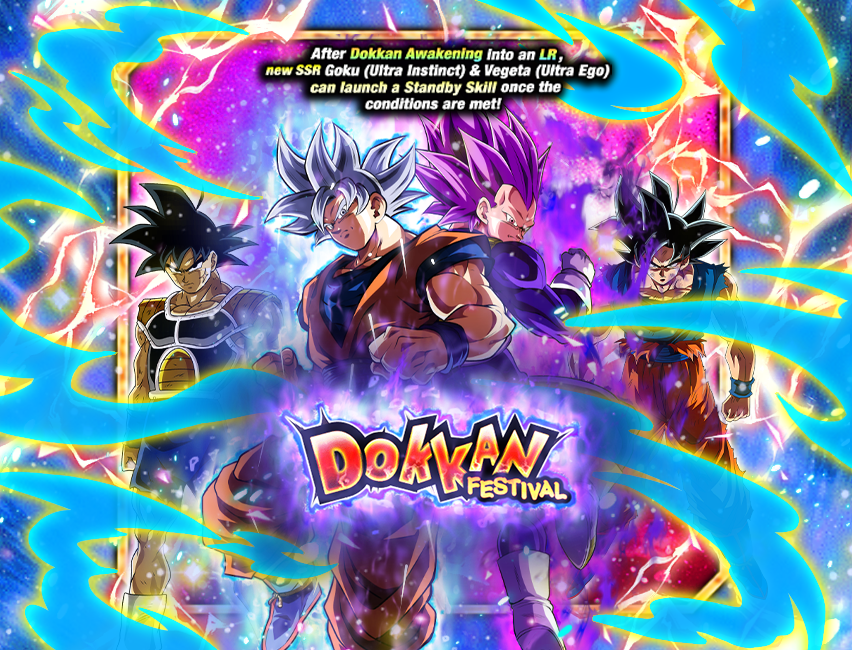 After Dokkan Awakening into an LR,
new SSR Goku (Ultra Instinct) & Vegeta (Ultra Ego)
can launch a Standby Skill once the
conditions are met!
DOKKAN
FESTIVAL